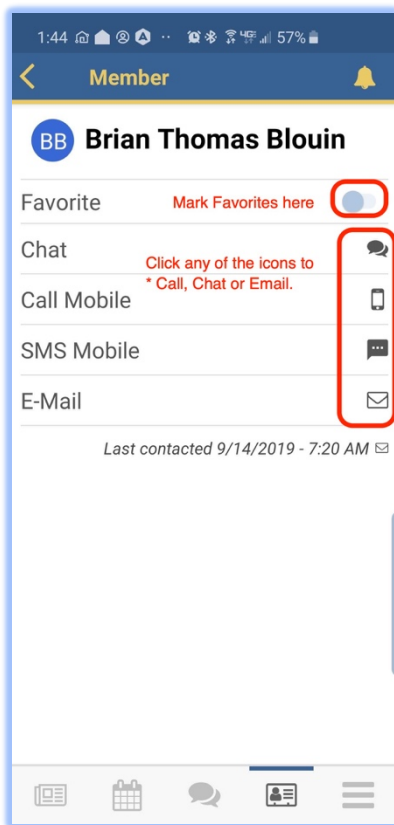 1:44 57%
Member
BB Brian Thomas Blouin
Favorite Mark Favorites here
Chat
Click any of the icons to
* Call, Chat or Email.
Call Mobile
SMS Mobile
E-Mail
Last contacted 9/14/2019 - 7:20 AM